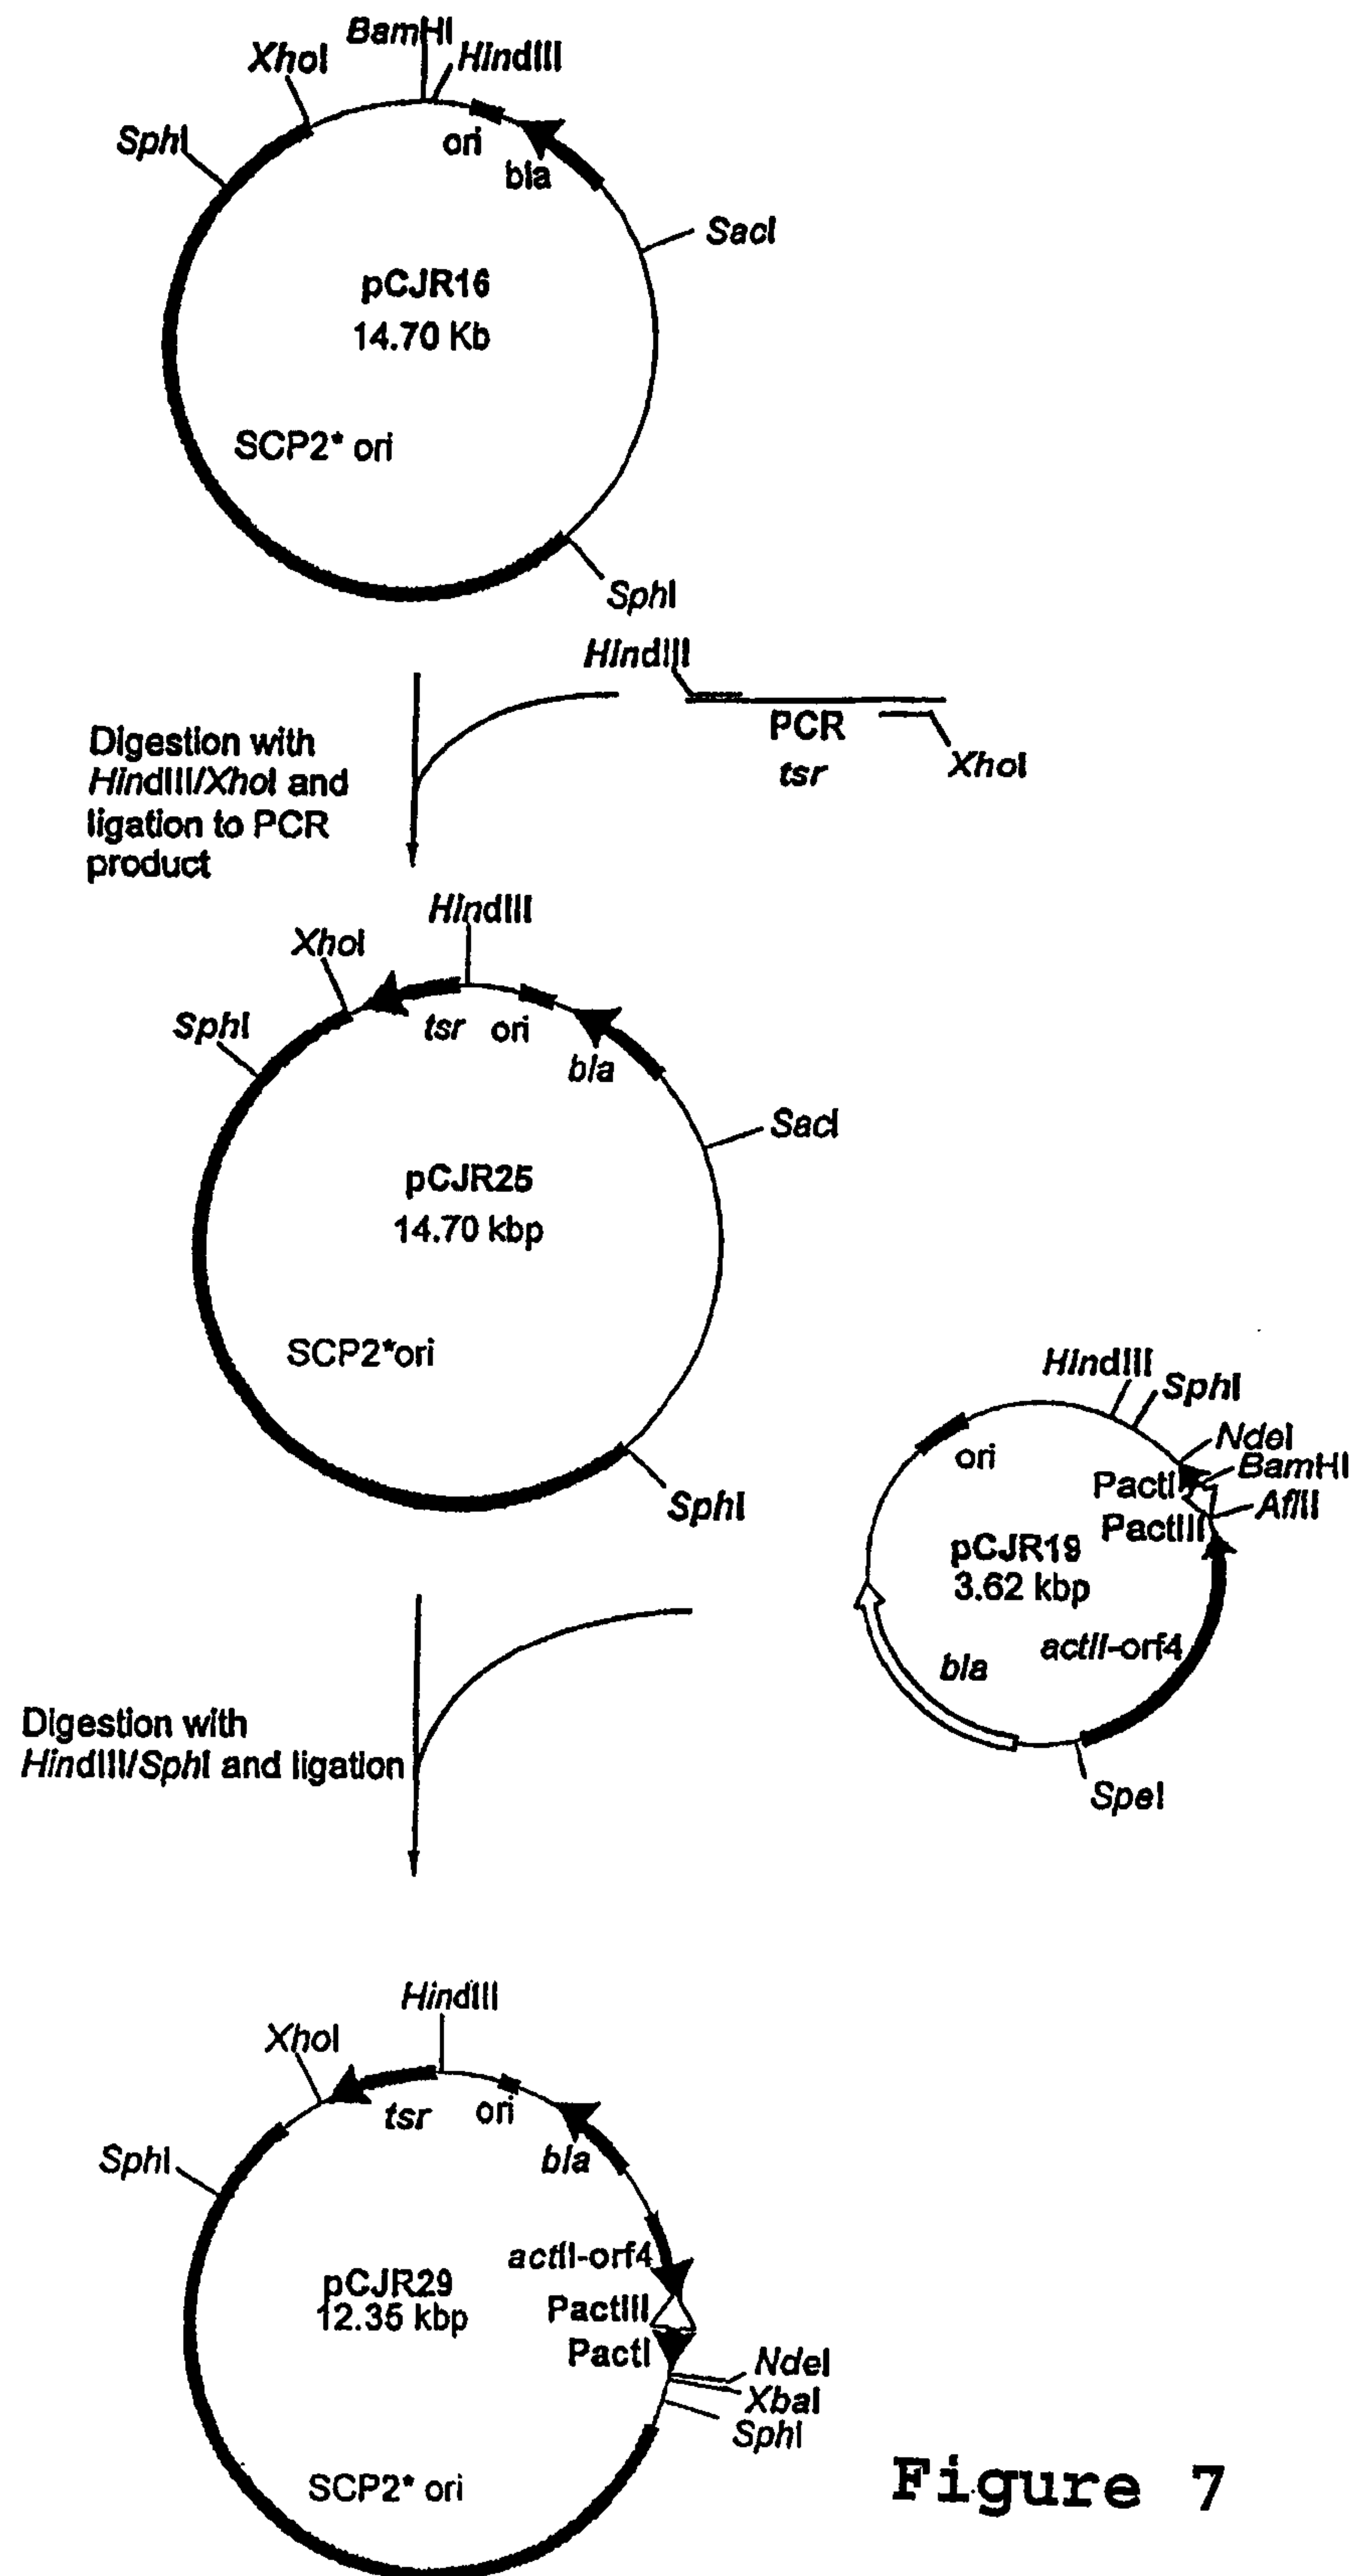 BamHI
XhoI
HindIII
SphI
ori
bla
SacI
pCJR16
14.70 Kb
SCP2* ori
SphI
HindIII
PCR
tsr
XhoI
Digestion with
HindIII/XhoI and
ligation to PCR
product
HindIII
XhoI
SphI
tsr
ori
bla
SacI
pCJR25
14.70 kbp
SCP2*ori
SphI
HindIII
SphI
NdeI
BamHI
ori
PactI
AflII
PactIII
pCJR19
3.62 kbp
actII-orf4
bla
SpeI
Digestion with
HindIII/SphI and ligation
HindIII
XhoI
tsr
ori
SphI
bla
actII-orf4
pCJR29
12.35 kbp
PactIII
PactI
NdeI
XbaI
SphI
SCP2* ori
Figure 7